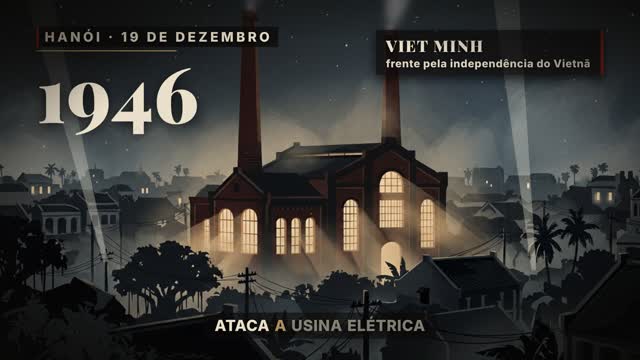 HANÓI · 19 DE DEZEMBRO
1946
VIET MINH
frente pela independência do Vietnã
ATACA A USINA ELÉTRICA